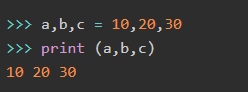 >>> a,b,c = 10,20,30
>>> print (a,b,c)
10 20 30